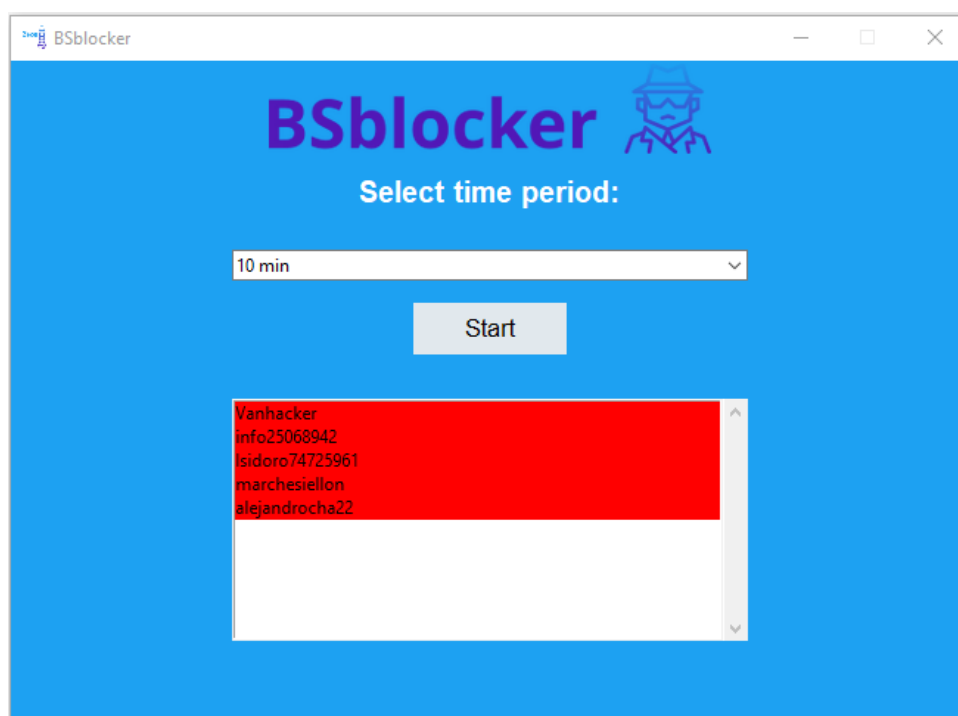 BSblocker
BSblocker
Select time period:
10 min
Start
Vanhacker
info25068942
Isidoro74725961
marchesiellon
alejandrocha22